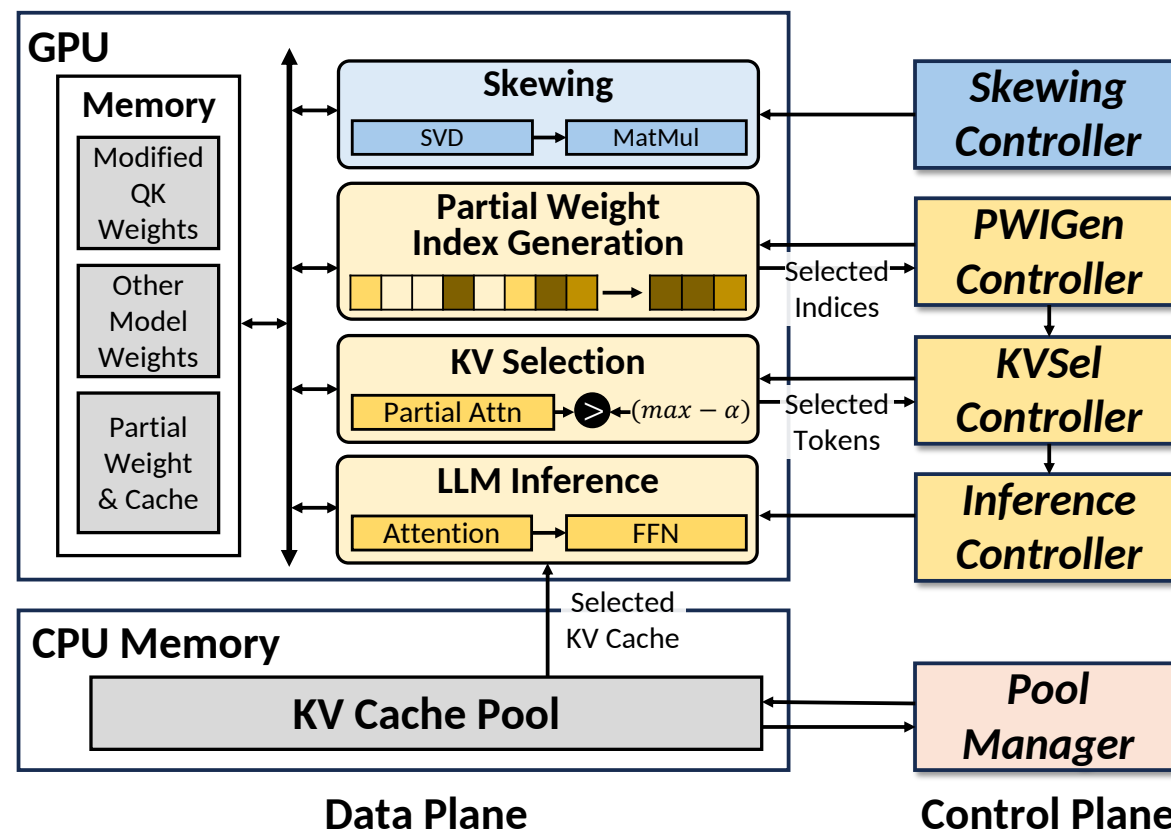 GPU
Memory
Modified
QK
Weights
Other
Model
Weights
Partial
Weight
& Cache
Skewing
SVD
MatMul
Partial Weight
Index Generation
Selected
Indices
KV Selection
Partial Attn
>
(max − α)
Selected
Tokens
LLM Inference
Attention
FFN
Selected
KV Cache
CPU Memory
KV Cache Pool
Data Plane
Skewing
Controller
PWIGen
Controller
KVSel
Controller
Inference
Controller
Pool
Manager
Control Plane